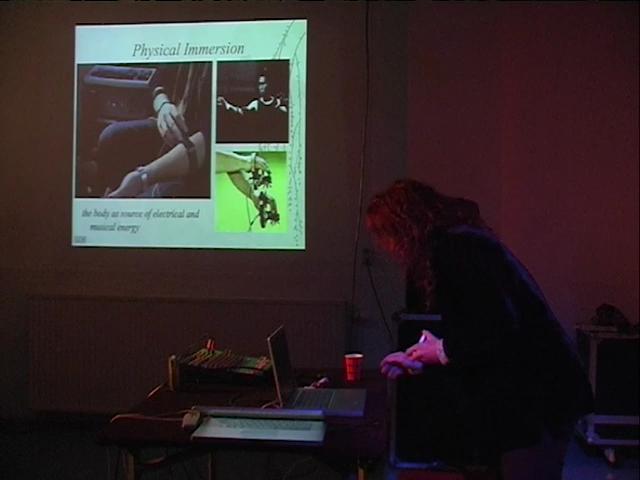 Physical Immersion
the body as source of electrical and
musical energy